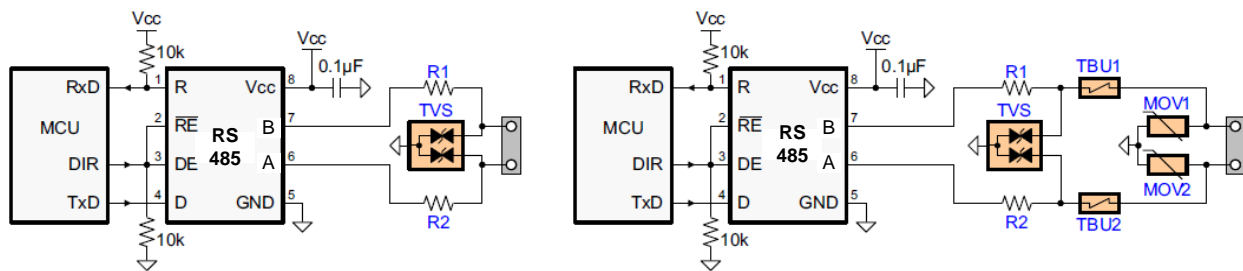 Vcc
10k
Vcc
0.1µF
R1
TVS
RxD
MCU
DIR
TxD
1
2
3
4
R
RE
DE
D
RS
485
Vcc
B
A
GND
8
7
6
5
R2
10k
Vcc
10k
Vcc
0.1µF
R1
TVS
TBU1
MOV1
RxD
MCU
DIR
TxD
1
2
3
4
R
RE
DE
D
RS
485
Vcc
B
A
GND
8
7
6
5
R2
MOV2
TBU2
10k